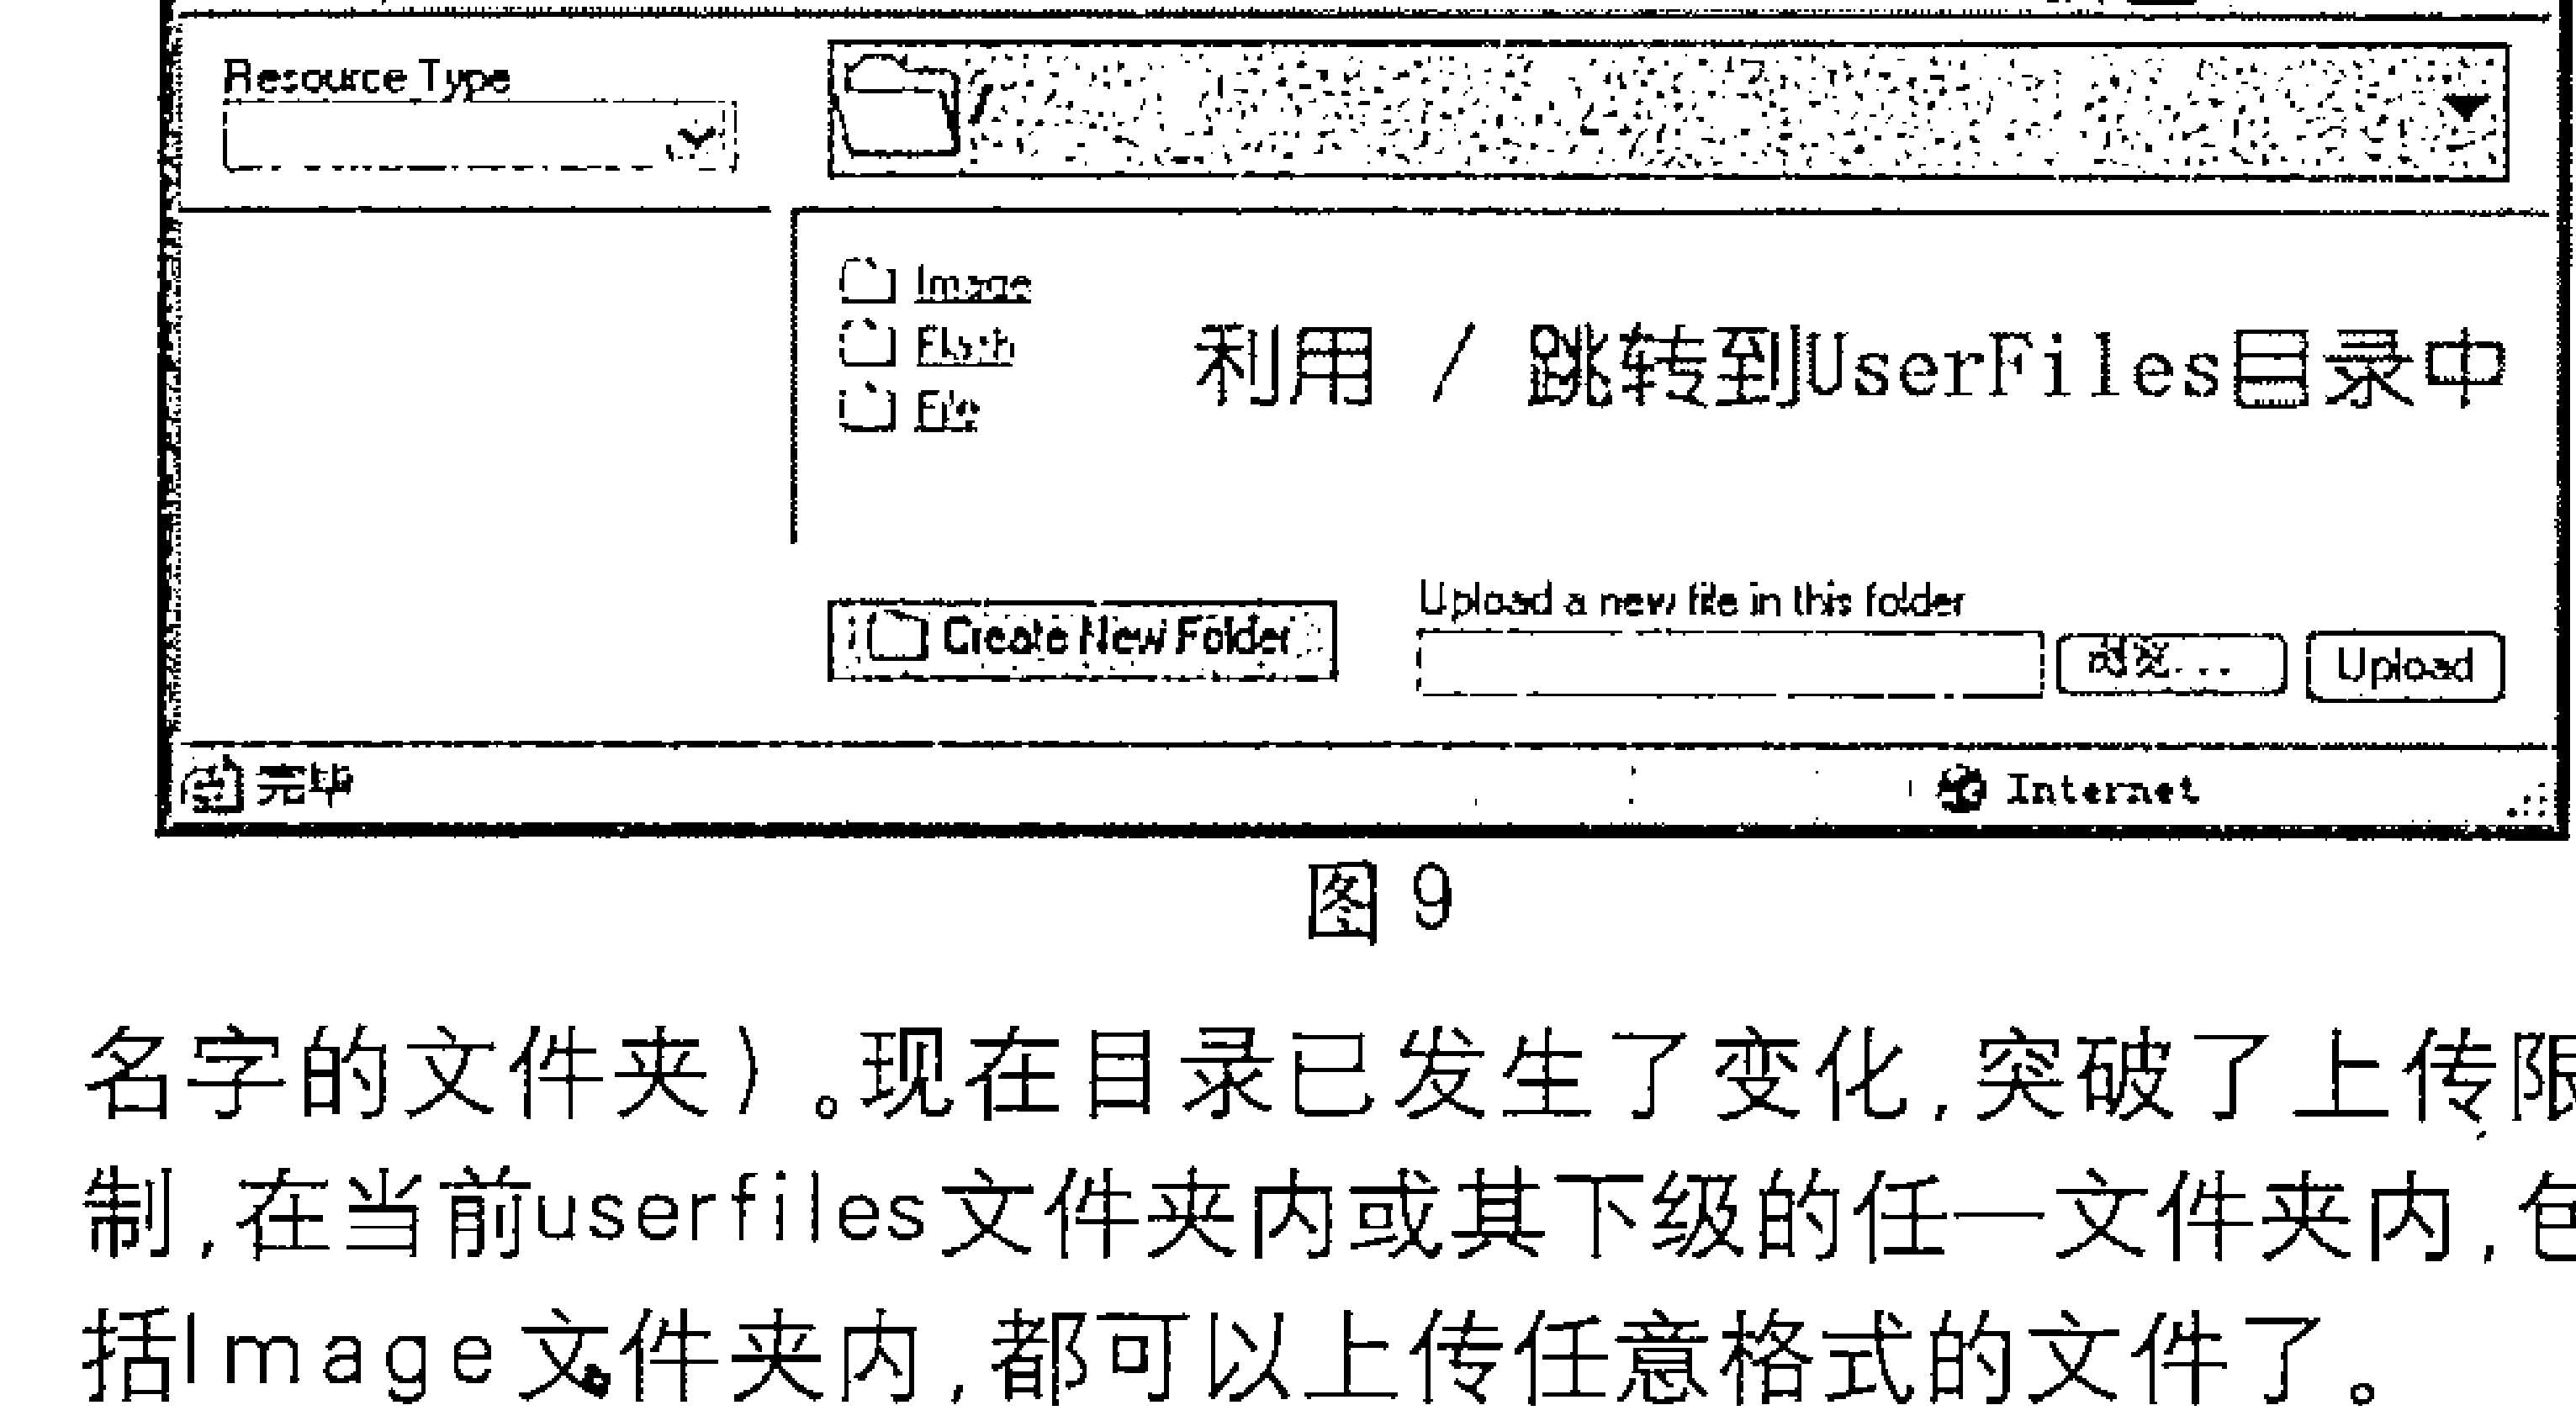 Resource Type
/
Image
Flash
利用 / 跳转到UserFiles目录中
File
Upload a new file in this folder
Create New Folder
浏览...
Upload
完毕
Internet
图 9
名字的文件夹)。现在目录已发生了变化,突破了上传限
制,在当前userfiles文件夹内或其下级的任一文件夹内,包
括Image文件夹内,都可以上传任意格式的文件了。